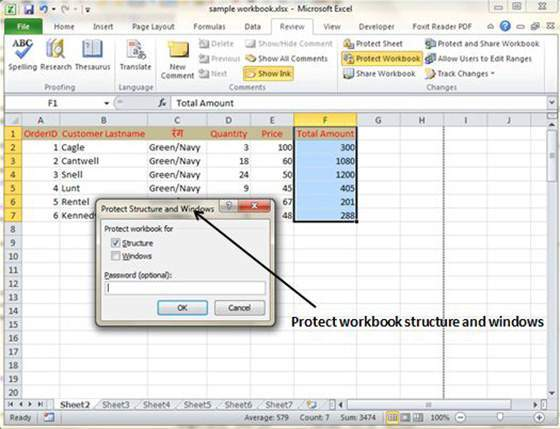 sample workbook.xlsx - Microsoft Excel
File Home Insert Page Layout Formulas Data Review View Developer Foxit Reader PDF
ABC Spelling Research Thesaurus Translate New Comment Delete Show/Hide Comment Protect Sheet Protect and Share Workbook
Previous Show All Comments Protect Workbook Allow Users to Edit Ranges
Next Show Ink Share Workbook Track Changes
Proofing Language Comments Changes
F1 fx Total Amount
A B C D E F G H I J
1 OrderID Customer Lastname रंग Quantity Price Total Amount
2 1 Cagle Green/Navy 3 100 300
3 2 Cantwell Green/Navy 18 60 1080
4 3 Snell Green/Navy 24 50 1200
5 4 Lunt Green/Navy 9 45 405
6 5 Rentel 67 201
7 6 48 288
8
9
10
11
12
13
14
15
16
17
18
19
20
Protect Structure and Windows
Protect workbook for
Structure
Windows
Password (optional):
OK Cancel
Protect workbook structure and windows
Sheet2 Sheet3 Sheet4 Sheet5 Sheet6 Sheet7
Ready Average: 579 Count: 7 Sum: 3474 100%